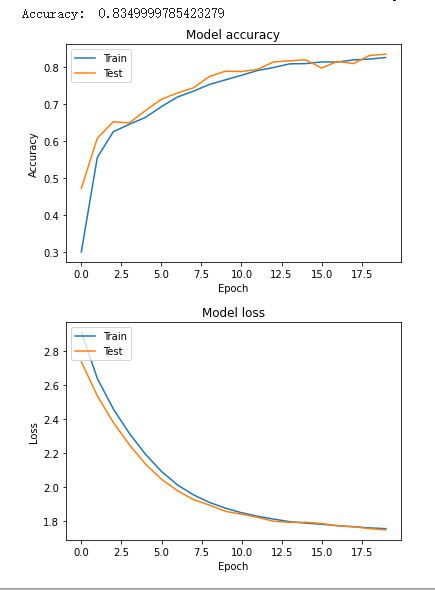 Accuracy: 0.8349999785423279
Model accuracy
Train
Test
0.8
0.7
0.6
0.5
0.4
0.3
Accuracy
0.0 2.5 5.0 7.5 10.0 12.5 15.0 17.5
Epoch
Model loss
Train
Test
2.8
2.6
2.4
2.2
2.0
1.8
Loss
0.0 2.5 5.0 7.5 10.0 12.5 15.0 17.5
Epoch